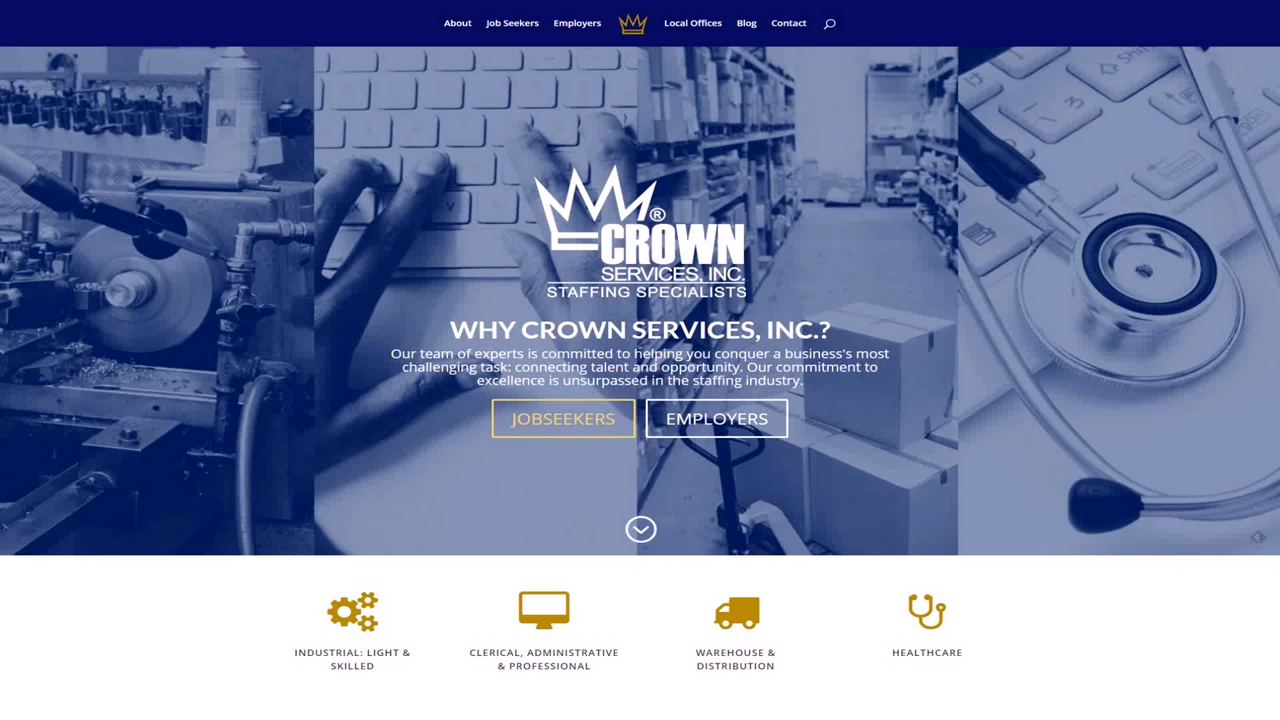 About
Job Seekers
Employers
Local Offices
Blog
Contact
®
CROWN
SERVICES, INC.
STAFFING SPECIALISTS
WHY CROWN SERVICES, INC.?
Our team of experts is committed to helping you conquer a business's most
challenging task: connecting talent and opportunity. Our commitment to
excellence is unsurpassed in the staffing industry.
JOBSEEKERS
EMPLOYERS
INDUSTRIAL: LIGHT &
SKILLED
CLERICAL, ADMINISTRATIVE
& PROFESSIONAL
WAREHOUSE &
DISTRIBUTION
HEALTHCARE